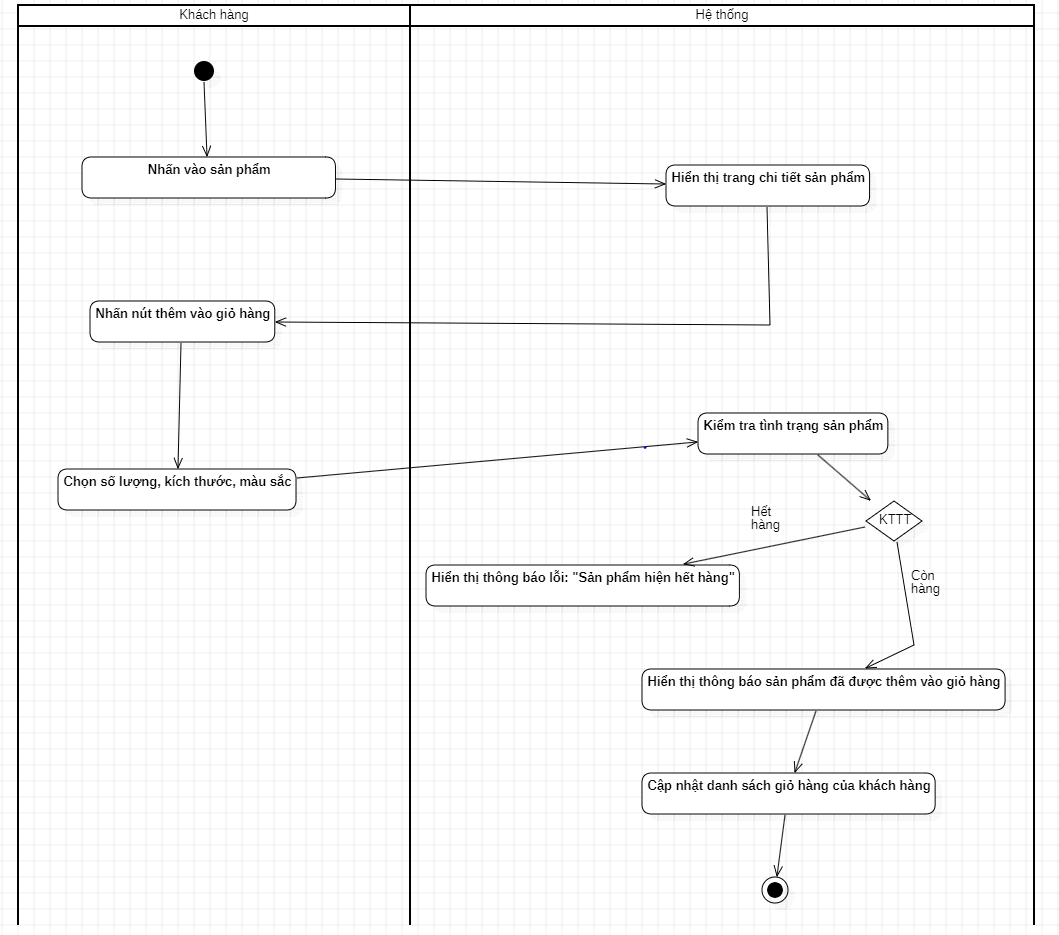 Khách hàng
Hệ thống
Nhấn vào sản phẩm
Hiển thị trang chi tiết sản phẩm
Nhấn nút thêm vào giỏ hàng
Kiểm tra tình trạng sản phẩm
Chọn số lượng, kích thước, màu sắc
KTTT
Hết
hàng
Hiển thị thông báo lỗi: "Sản phẩm hiện hết hàng"
Còn
hàng
Hiển thị thông báo sản phẩm đã được thêm vào giỏ hàng
Cập nhật danh sách giỏ hàng của khách hàng